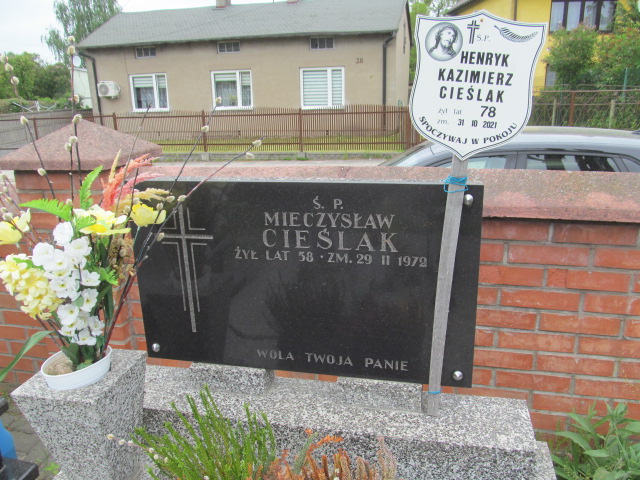 Ś.P.
HENRYK
KAZIMIERZ
CIEŚLAK
żył lat 78
zm. 31 10 2021
SPOCZYWAJ W POKOJU
Ś. P.
MIECZYSŁAW
CIEŚLAK
ŻYŁ LAT 58 · ZM. 29 II 1972
WOLA TWOJA PANIE